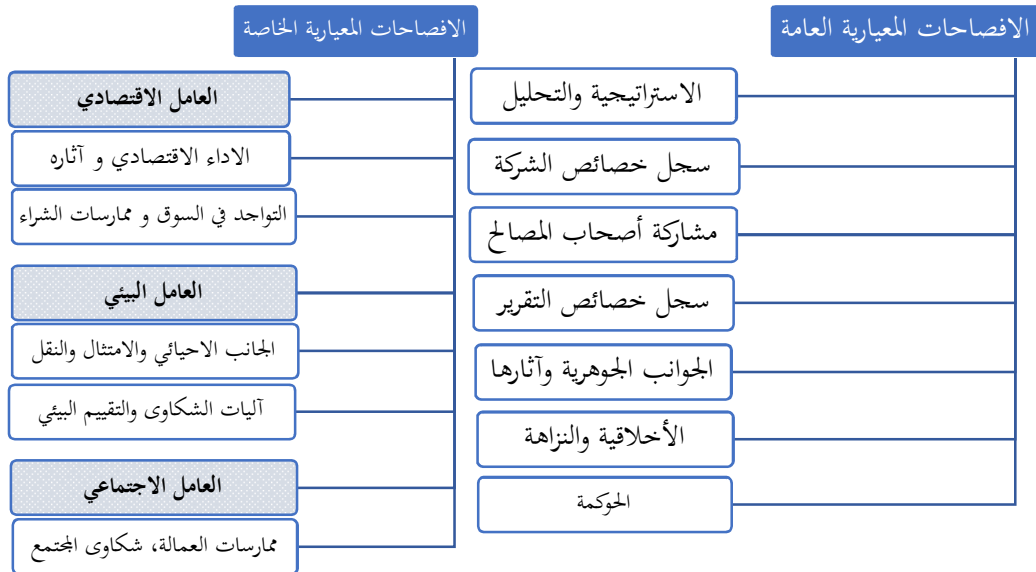 الافصاحات المعيارية العامة
الاستراتيجية والتحليل
سجل خصائص الشركة
مشاركة أصحاب المصالح
سجل خصائص التقرير
الجوانب الجوهرية وآثارها
الأخلاقية والنزاهة
الحوكمة
الافصاحات المعيارية الخاصة
العامل الاقتصادي
الاداء الاقتصادي و آثاره
التواجد في السوق و ممارسات الشراء
العامل البيئي
الجانب الاحيائي والامتثال والنقل
آليات الشكاوى والتقييم البيئي
العامل الاجتماعي
ممارسات العمالة، شكاوى المجتمع